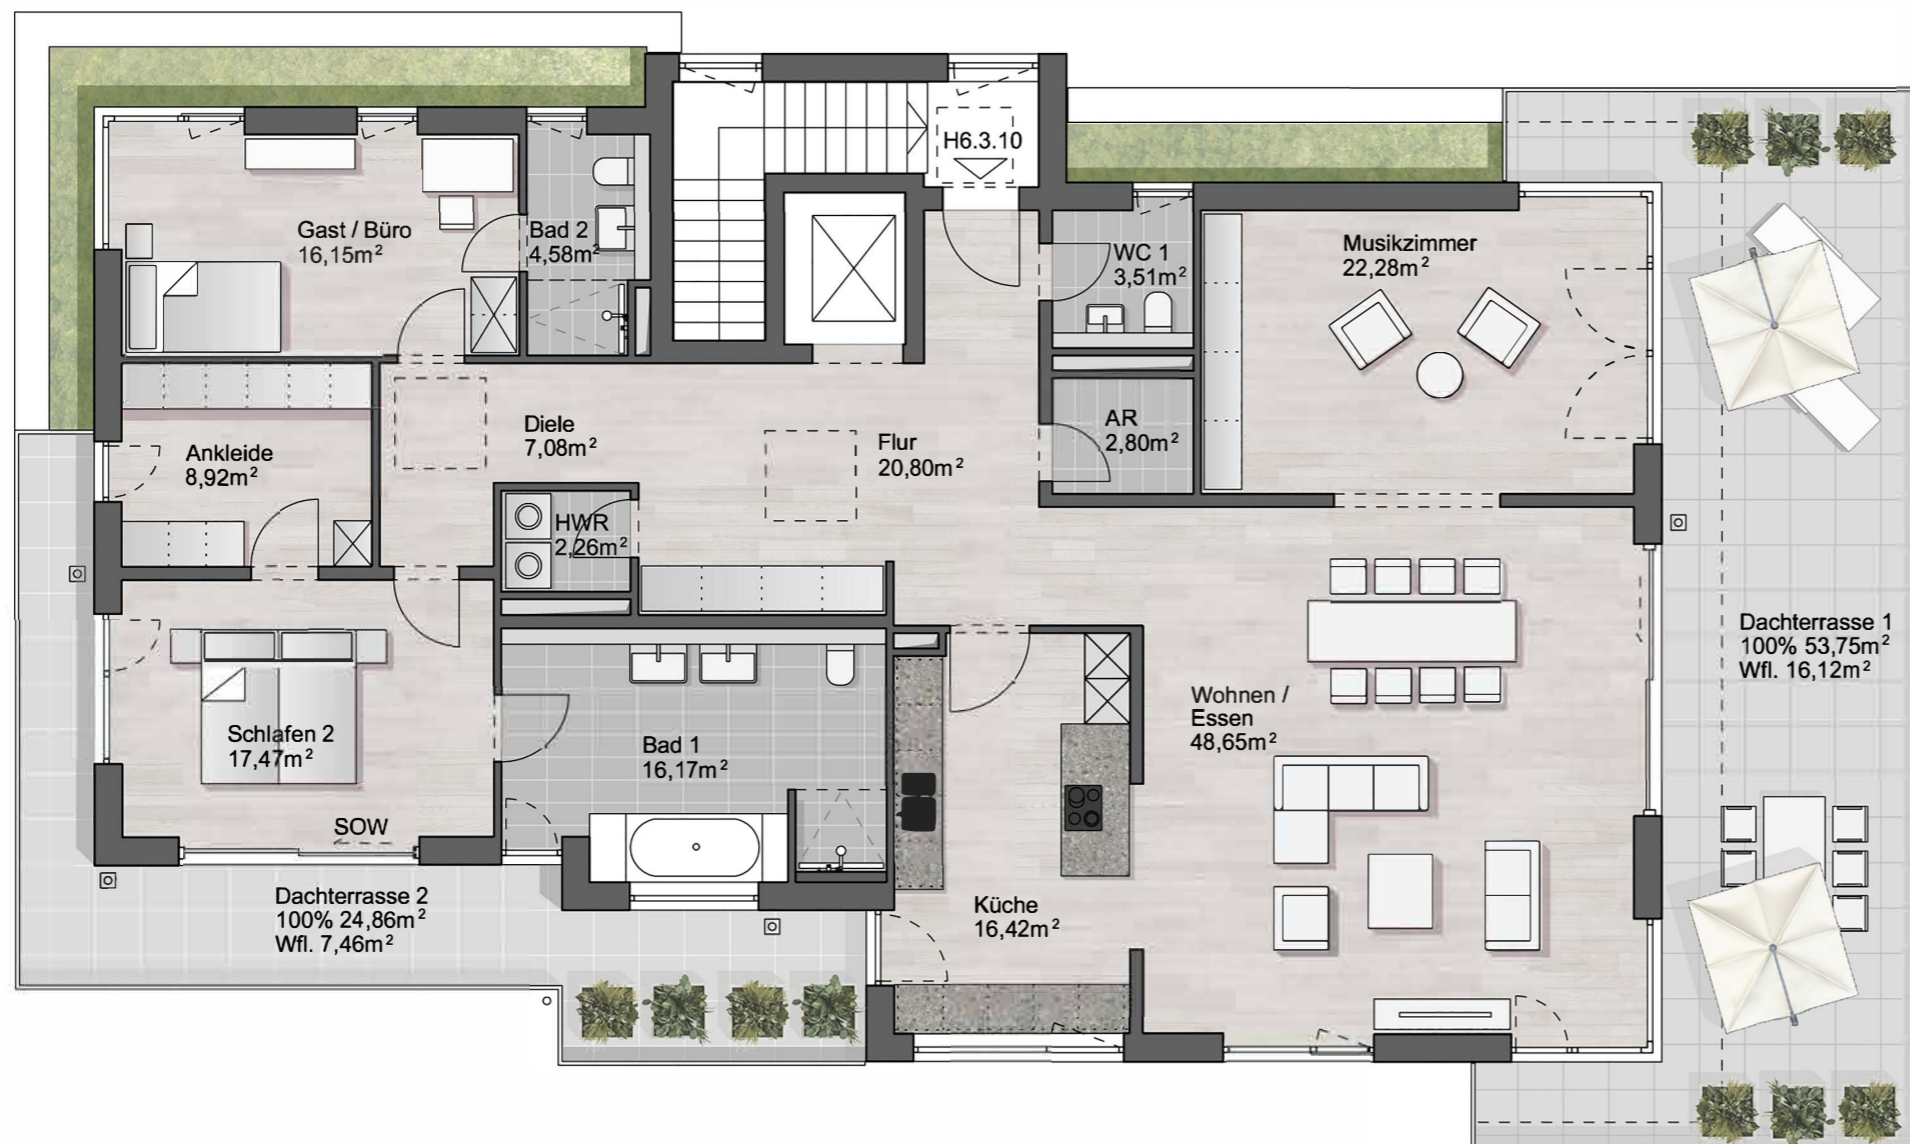 H6.3.10
Gast / Büro
16,15m²
Bad 2
4,58m²
WC 1
3,51m²
Musikzimmer
22,28m²
Ankleide
8,92m²
Diele
7,08m²
Flur
20,80m²
AR
2,80m²
HWR
2,26m²
Dachterrasse 1
100% 53,75m²
Wfl. 16,12m²
Schlafen 2
17,47m²
SOW
Bad 1
16,17m²
Wohnen /
Essen
48,65m²
Dachterrasse 2
100% 24,86m²
Wfl. 7,46m²
Küche
16,42m²